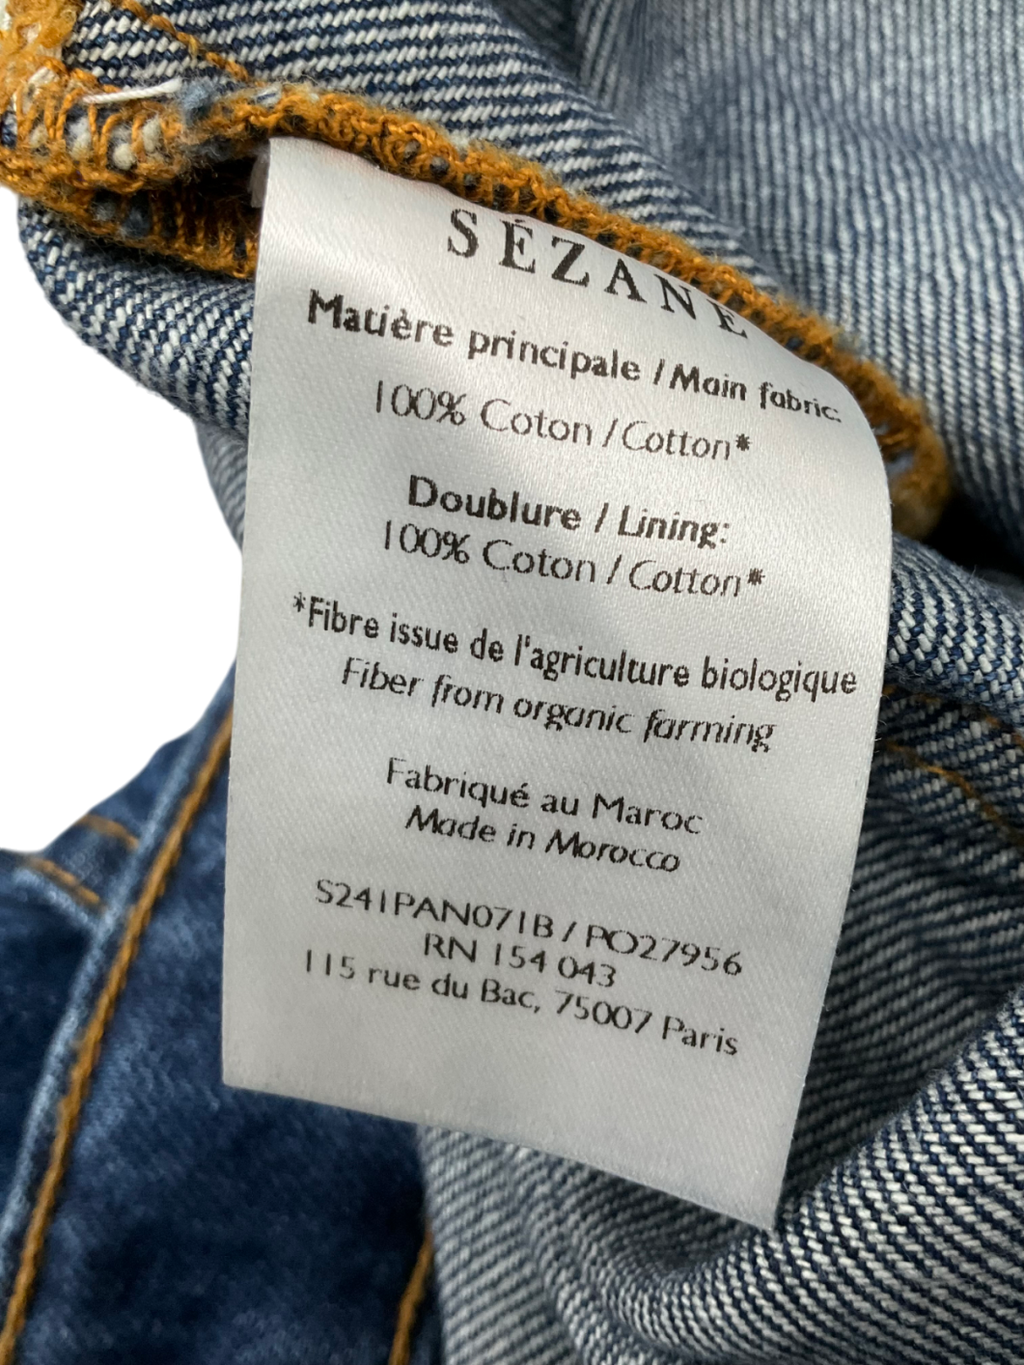 SÉZANE
Matière principale / Main fabric:
100% Coton / Cotton*
Doublure / Lining:
100% Coton / Cotton*
*Fibre issue de l'agriculture biologique
Fiber from organic farming
Fabriqué au Maroc
Made in Morocco
S241PAN071B / PO27956
RN 154 043
115 rue du Bac, 75007 Paris